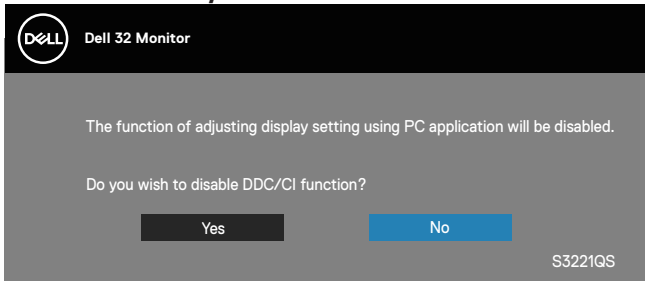 DELL
Dell 32 Monitor
The function of adjusting display setting using PC application will be disabled.
Do you wish to disable DDC/CI function?
Yes
No
S3221QS